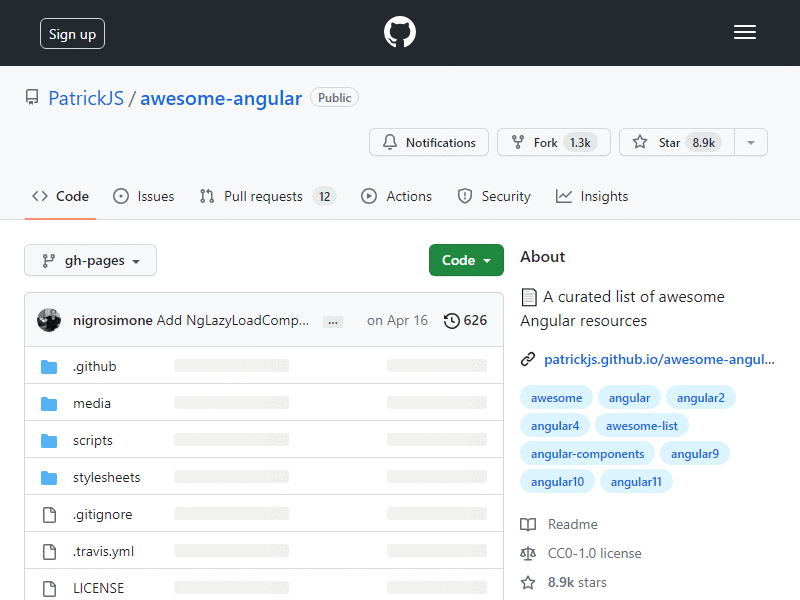 Sign up
PatrickJS / awesome-angular Public
Notifications Fork 1.3k Star 8.9k
Code Issues Pull requests 12 Actions Security Insights
gh-pages Code
nigrosimone Add NgLazyLoadComp... ... on Apr 16 626
.github
media
scripts
stylesheets
.gitignore
.travis.yml
LICENSE
About
A curated list of awesome
Angular resources
patrickjs.github.io/awesome-angul...
awesome angular angular2
angular4 awesome-list
angular-components angular9
angular10 angular11
Readme
CC0-1.0 license
8.9k stars